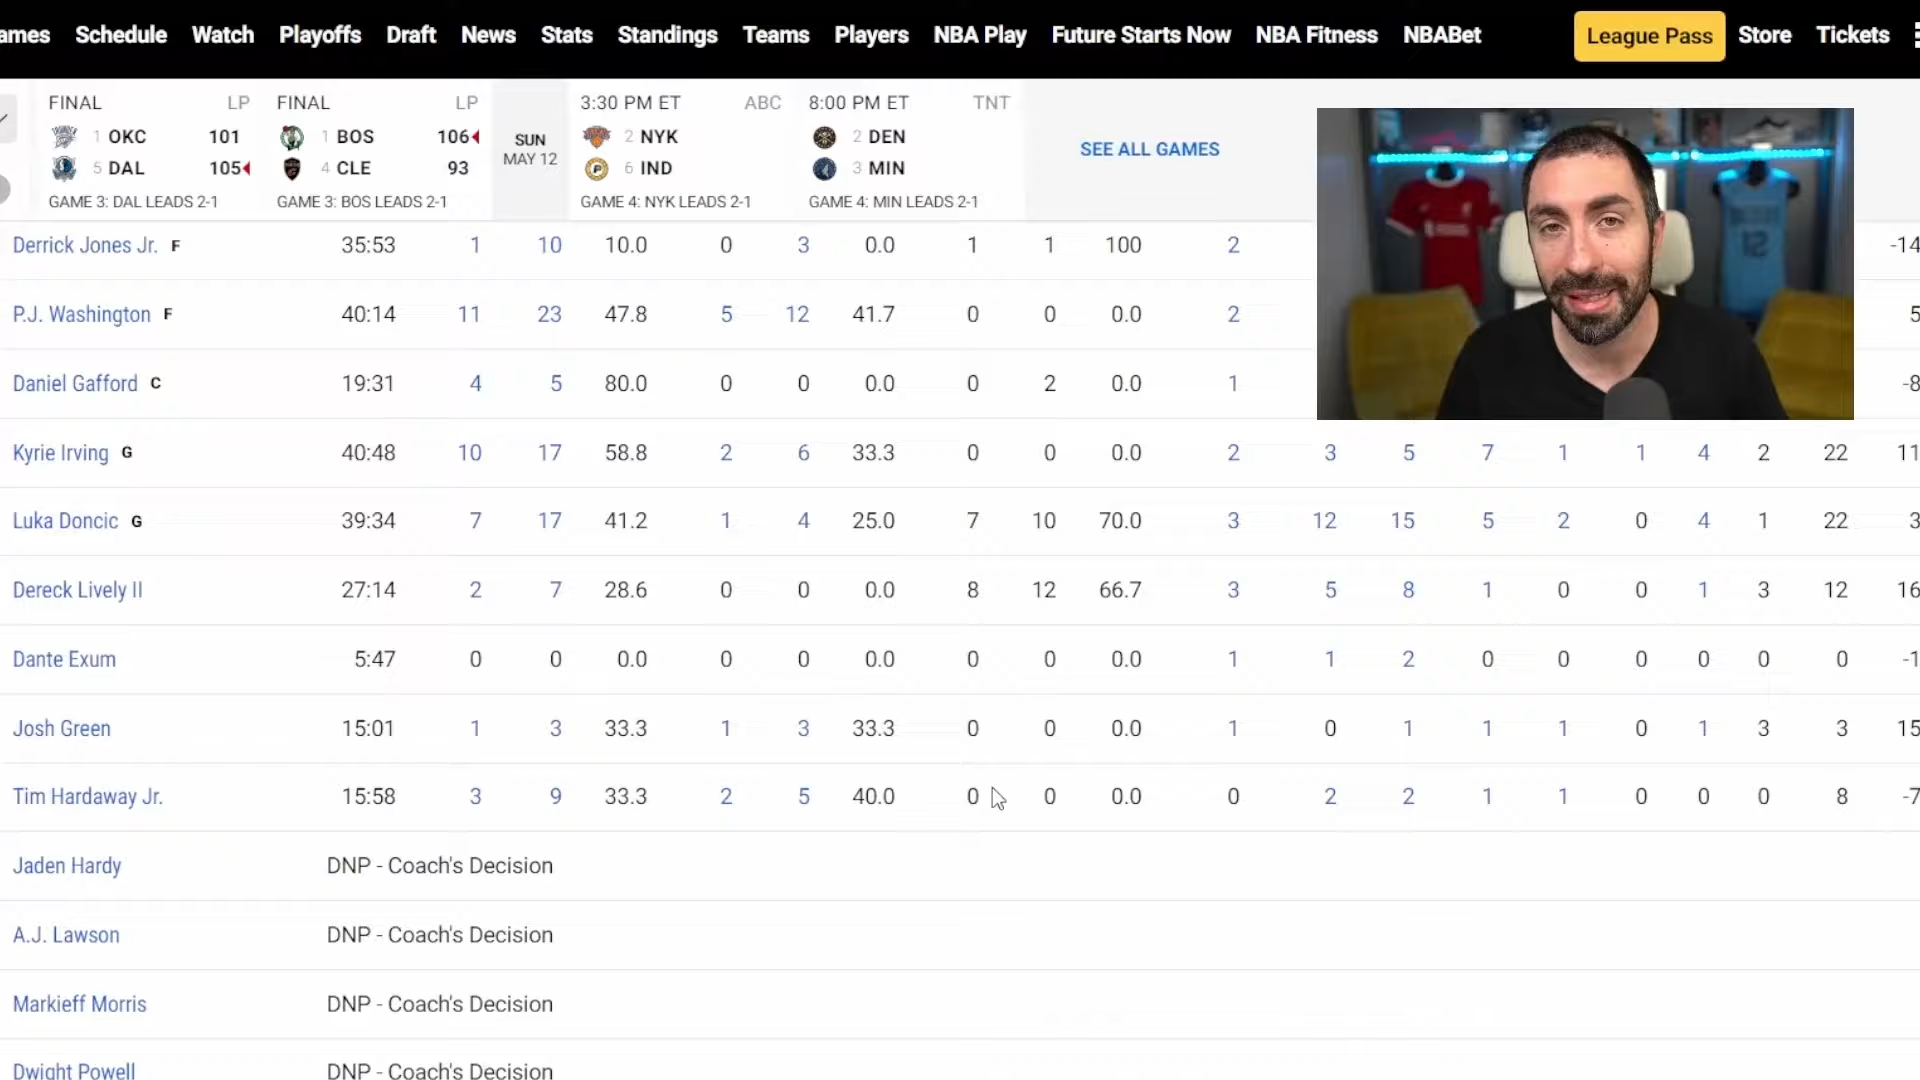 ames Schedule Watch Playoffs Draft News Stats Standings Teams Players NBA Play Future Starts Now NBA Fitness NBABet League Pass Store Tickets
FINAL LP FINAL LP 3:30 PM ET ABC 8:00 PM ET TNT
1 OKC 101 1 BOS 106 SUN 2 NYK 2 DEN SEE ALL GAMES
5 DAL 105 4 CLE 93 MAY 12 6 IND 3 MIN
GAME 3: DAL LEADS 2-1 GAME 3: BOS LEADS 2-1 GAME 4: NYK LEADS 2-1 GAME 4: MIN LEADS 2-1
Derrick Jones Jr. F 35:53 1 10 10.0 0 3 0.0 1 1 100 2 -14
P.J. Washington F 40:14 11 23 47.8 5 12 41.7 0 0 0.0 2 5
Daniel Gafford C 19:31 4 5 80.0 0 0 0.0 0 2 0.0 1 -8
Kyrie Irving G 40:48 10 17 58.8 2 6 33.3 0 0 0.0 2 3 5 7 1 1 4 2 22 11
Luka Doncic G 39:34 7 17 41.2 1 4 25.0 7 10 70.0 3 12 15 5 2 0 4 1 22 3
Dereck Lively II 27:14 2 7 28.6 0 0 0.0 8 12 66.7 3 5 8 1 0 0 1 3 12 16
Dante Exum 5:47 0 0 0.0 0 0 0.0 0 0 0.0 1 1 2 0 0 0 0 0 0 -1
Josh Green 15:01 1 3 33.3 1 3 33.3 0 0 0.0 1 0 1 1 1 0 1 3 3 15
Tim Hardaway Jr. 15:58 3 9 33.3 2 5 40.0 0 0 0.0 0 2 2 1 1 0 0 0 8 -7
Jaden Hardy DNP - Coach's Decision
A.J. Lawson DNP - Coach's Decision
Markieff Morris DNP - Coach's Decision
Dwight Powell DNP - Coach's Decision